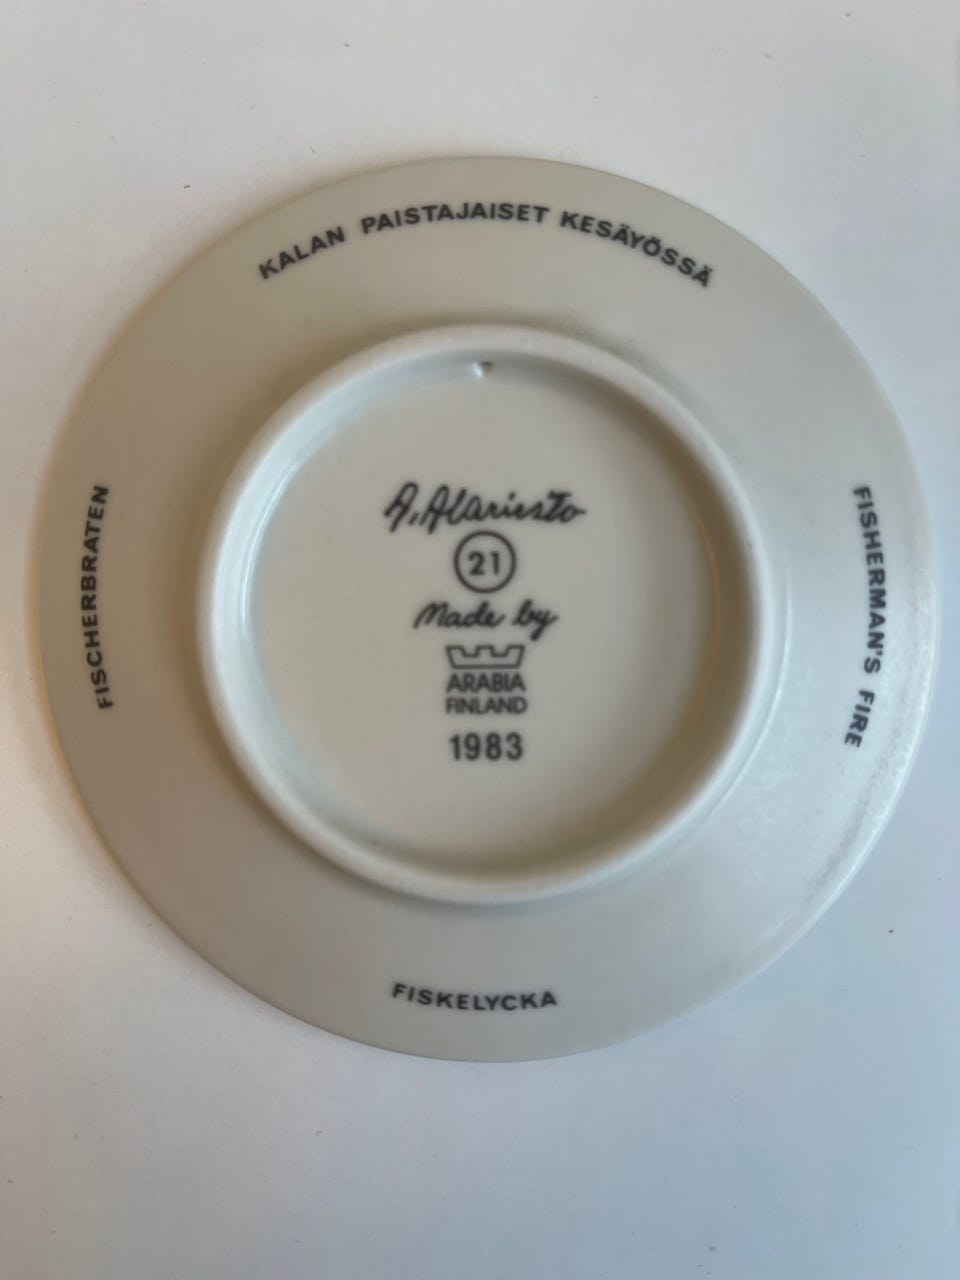 KALAN PAISTAJAISET KESÄYÖSSÄ
FISCHERBRATEN
FISHERMAN'S FIRE
A. Alariesto
21
Made by
ARABIA
FINLAND
1983
FISKELYCKA